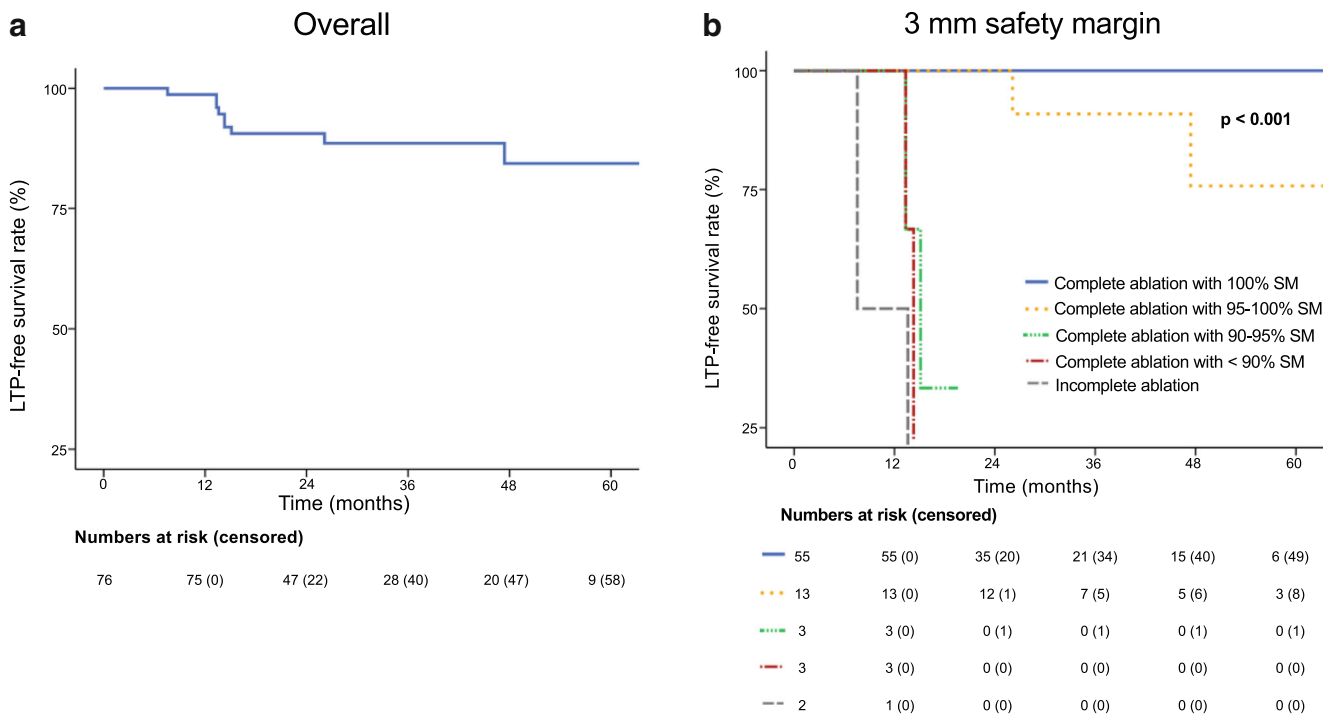 a Overall
LTP-free survival rate (%)
100
75
50
25
0 12 24 36 48 60
Time (months)
Numbers at risk (censored)
76 75 (0) 47 (22) 28 (40) 20 (47) 9 (58)
b 3 mm safety margin
LTP-free survival rate (%)
100
75
50
25
p < 0.001
Complete ablation with 100% SM
Complete ablation with 95-100% SM
Complete ablation with 90-95% SM
Complete ablation with < 90% SM
Incomplete ablation
0 12 24 36 48 60
Time (months)
Numbers at risk (censored)
55 55 (0) 35 (20) 21 (34) 15 (40) 6 (49)
13 13 (0) 12 (1) 7 (5) 5 (6) 3 (8)
3 3 (0) 0 (1) 0 (1) 0 (1) 0 (1)
3 3 (0) 0 (0) 0 (0) 0 (0) 0 (0)
2 1 (0) 0 (0) 0 (0) 0 (0) 0 (0)